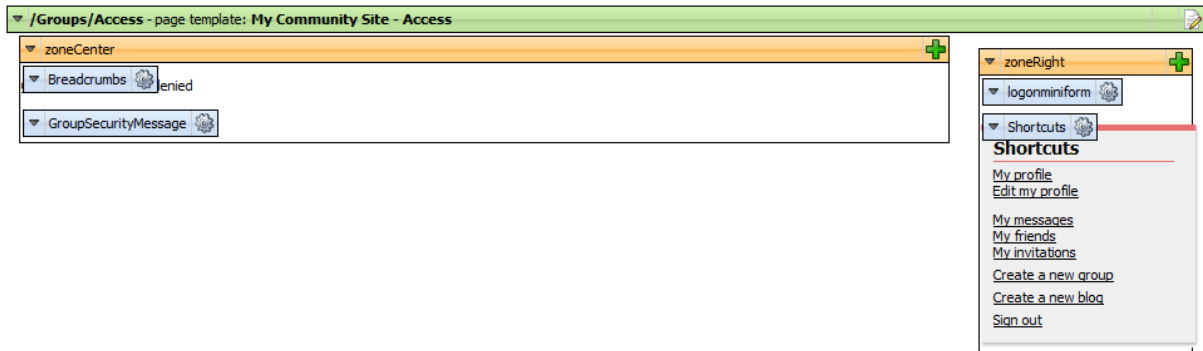 /Groups/Access - page template: My Community Site - Access
zoneCenter
Breadcrumbs
GroupSecurityMessage
zoneRight
logonminiform
Shortcuts
Shortcuts
My profile
Edit my profile
My messages
My friends
My invitations
Create a new group
Create a new blog
Sign out